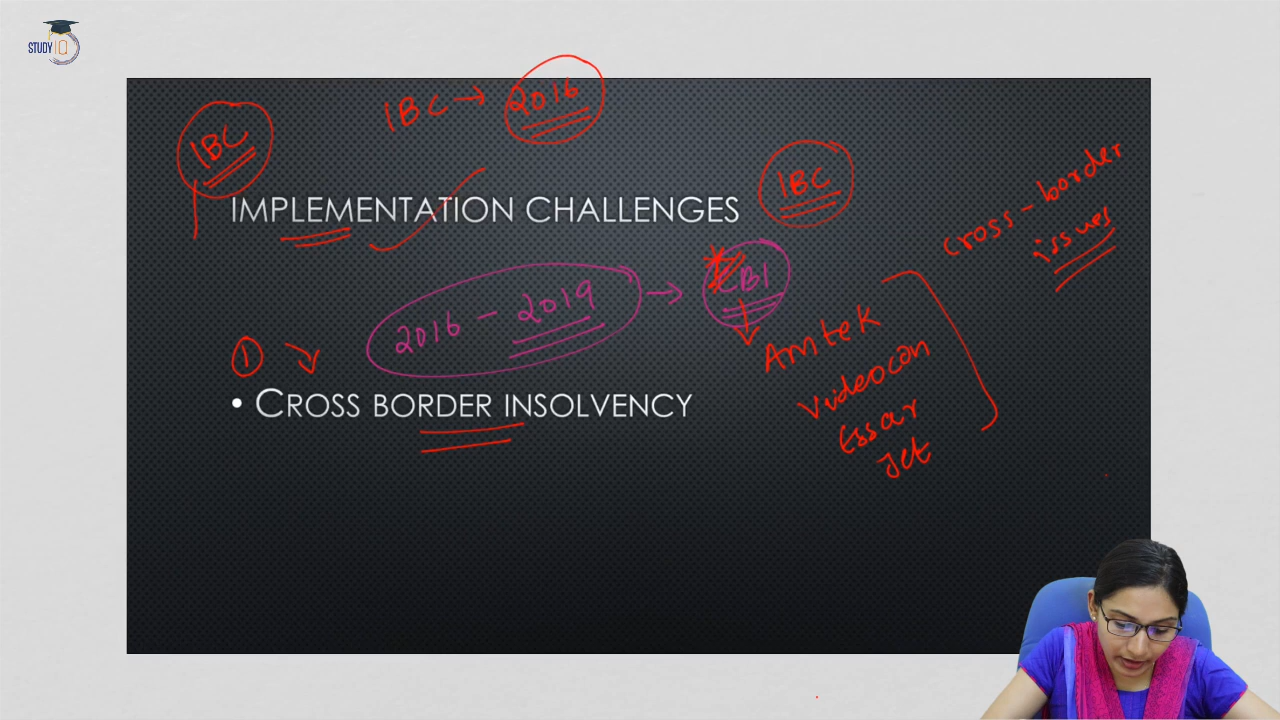 STUDY IQ
IBC → 2016
IBC
IMPLEMENTATION CHALLENGES
IBC
cross-border
issues
2016 - 2019 → CBI
Amtek
Videocon
Essar
Jet
①
• CROSS BORDER INSOLVENCY